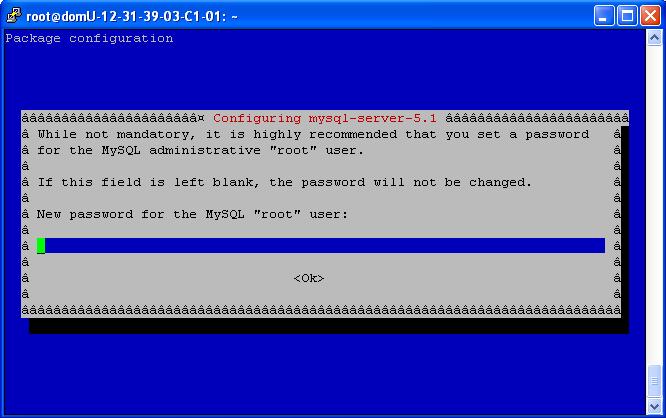 root@domU-12-31-39-03-C1-01: ~
Package configuration
âââââââââââââââââââââââ¤ Configuring mysql-server-5.1 ââââââââââââââââââââââââ
â While not mandatory, it is highly recommended that you set a password â
â for the MySQL administrative "root" user. â
â â
â If this field is left blank, the password will not be changed. â
â â
â New password for the MySQL "root" user: â
â â
â â
â â
â <Ok> â
â â
âââââââââââââââââââââââââââââââââââââââââââââââââââââââââââââââââââââââââââ